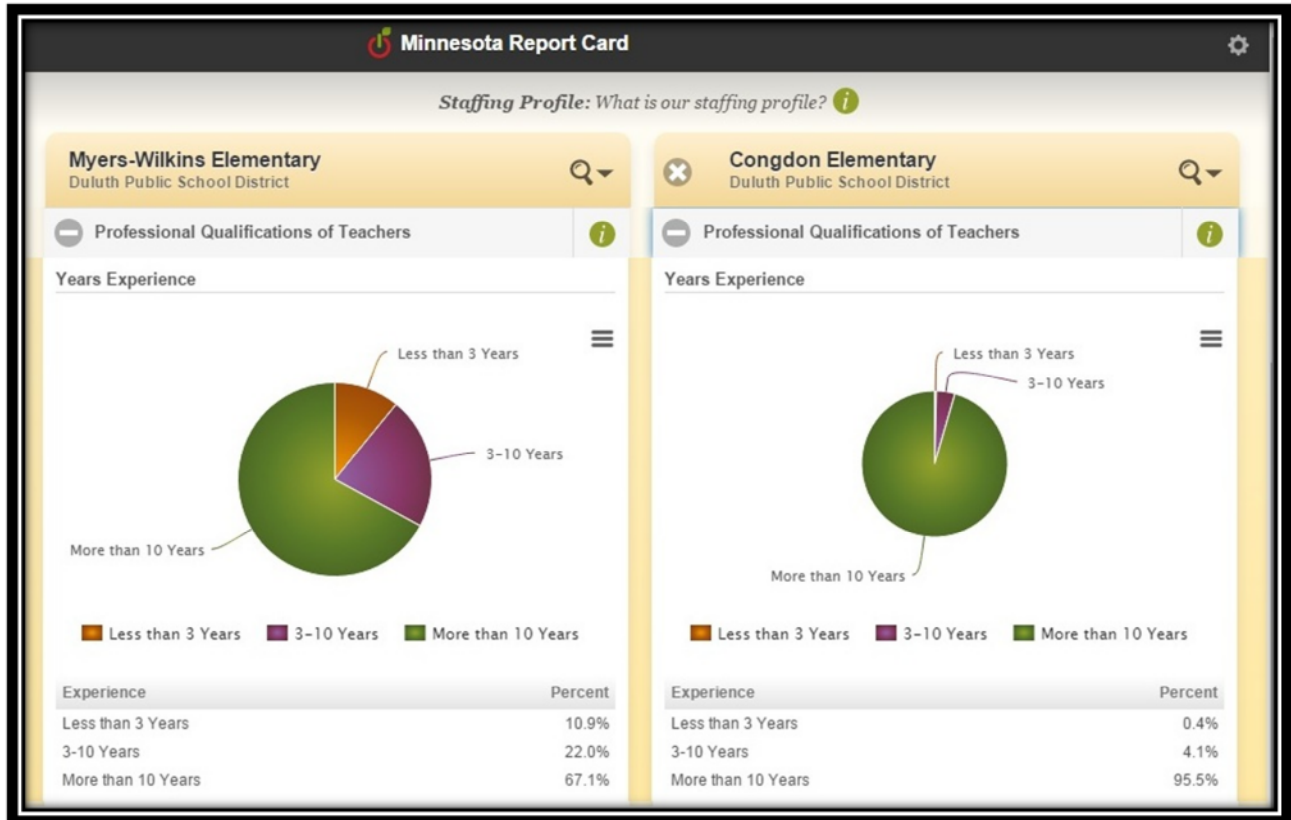 Minnesota Report Card
Staffing Profile: What is our staffing profile? i
Myers-Wilkins Elementary
Duluth Public School District
Professional Qualifications of Teachers i
Years Experience
Less than 3 Years
3-10 Years
More than 10 Years
Less than 3 Years 3-10 Years More than 10 Years
Experience Percent
Less than 3 Years 10.9%
3-10 Years 22.0%
More than 10 Years 67.1%
Congdon Elementary
Duluth Public School District
Professional Qualifications of Teachers i
Years Experience
Less than 3 Years
3-10 Years
More than 10 Years
Less than 3 Years 3-10 Years More than 10 Years
Experience Percent
Less than 3 Years 0.4%
3-10 Years 4.1%
More than 10 Years 95.5%